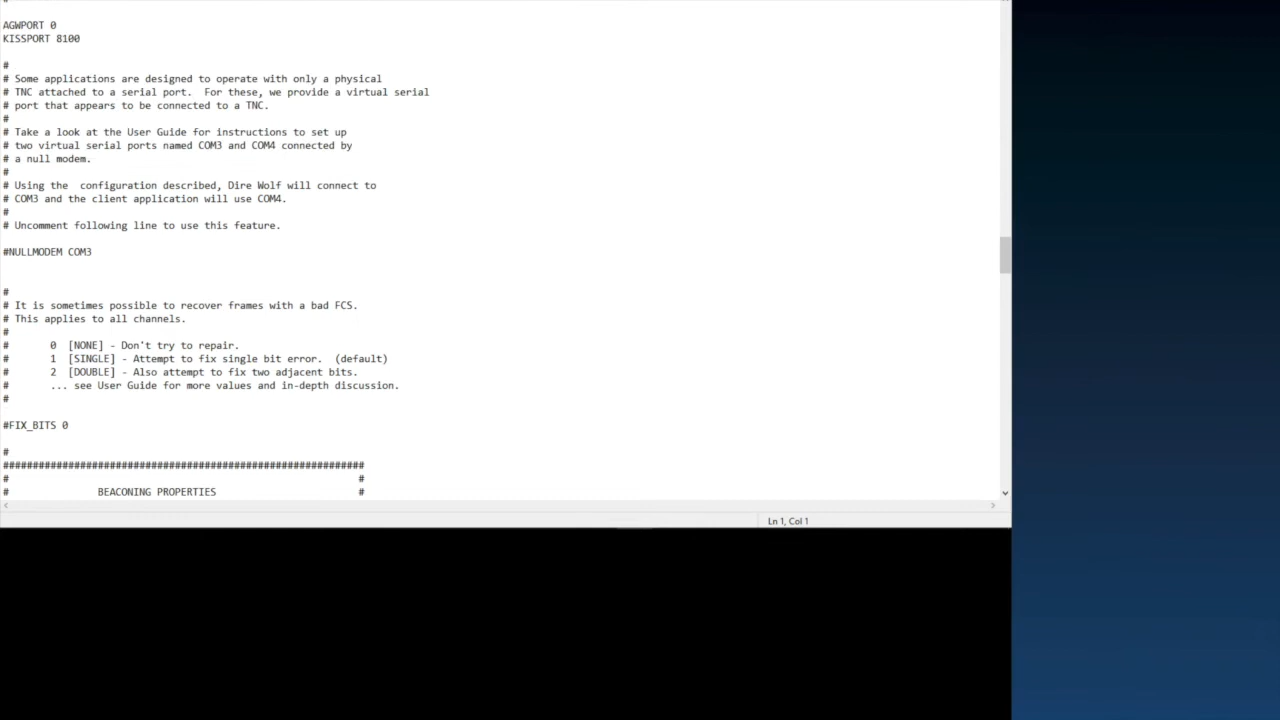 #
AGWPORT 0
KISSPORT 8100
#
# Some applications are designed to operate with only a physical
# TNC attached to a serial port.  For these, we provide a virtual serial
# port that appears to be connected to a TNC.
#
# Take a look at the User Guide for instructions to set up
# two virtual serial ports named COM3 and COM4 connected by
# a null modem.
#
# Using the  configuration described, Dire Wolf will connect to
# COM3 and the client application will use COM4.
#
# Uncomment following line to use this feature.
#NULLMODEM COM3
#
# It is sometimes possible to recover frames with a bad FCS.
# This applies to all channels.
#
#       0  [NONE] - Don't try to repair.
#       1  [SINGLE] - Attempt to fix single bit error.  (default)
#       2  [DOUBLE] - Also attempt to fix two adjacent bits.
#       ... see User Guide for more values and in-depth discussion.
#
#FIX_BITS 0
#
#############################################################
#                                                           #
#               BEACONING PROPERTIES                        #
Ln 1, Col 1